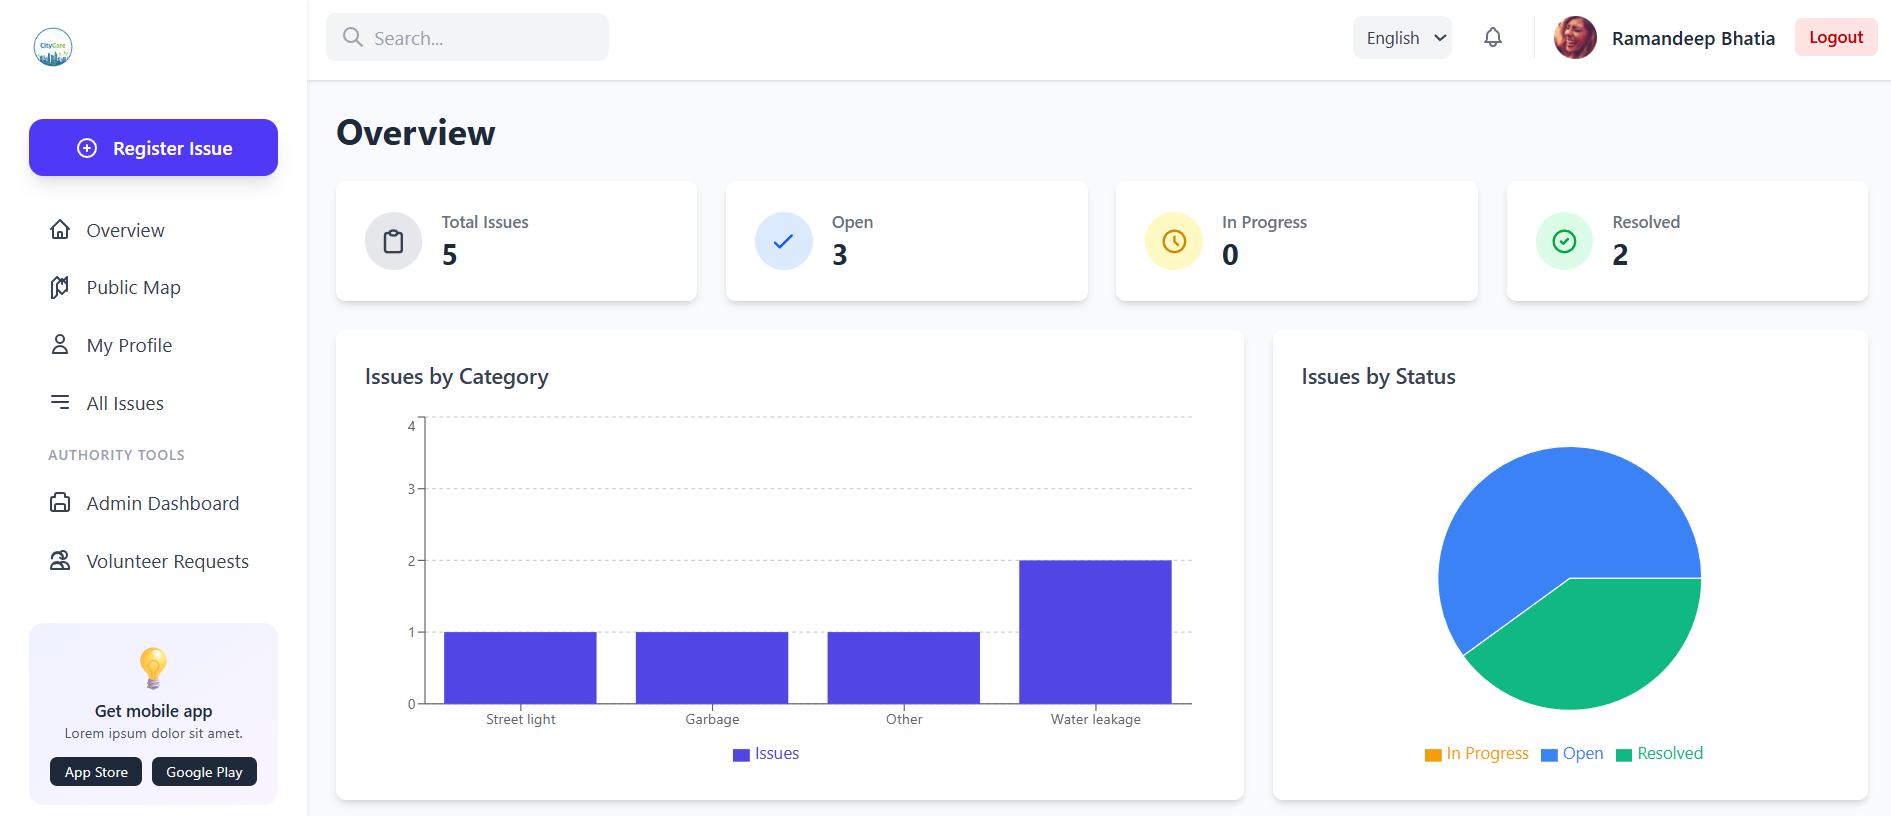 CityCare
Search...
English
Ramandeep Bhatia
Logout
Register Issue
Overview
Public Map
My Profile
All Issues
AUTHORITY TOOLS
Admin Dashboard
Volunteer Requests
Get mobile app
Lorem ipsum dolor sit amet.
App Store
Google Play
Overview
Total Issues
5
Open
3
In Progress
0
Resolved
2
Issues by Category
4
3
2
1
0
Street light
Garbage
Other
Water leakage
Issues
Issues by Status
In Progress
Open
Resolved